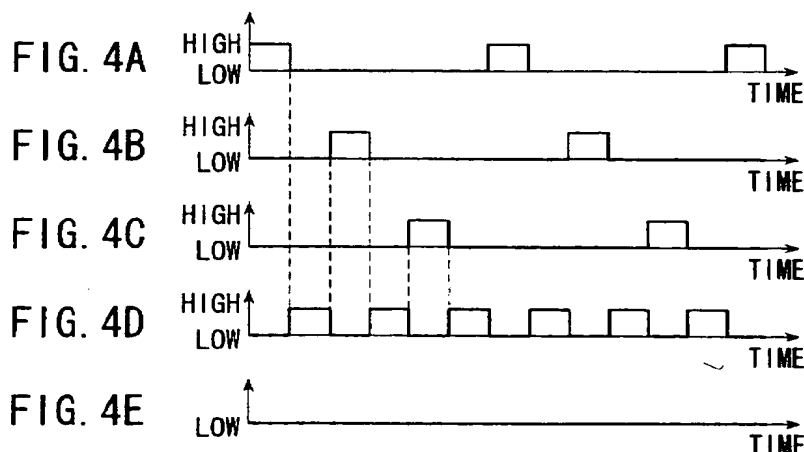 FIG. 4A
HIGH
LOW
TIME
FIG. 4B
HIGH
LOW
TIME
FIG. 4C
HIGH
LOW
TIME
FIG. 4D
HIGH
LOW
TIME
FIG. 4E
LOW
TIME